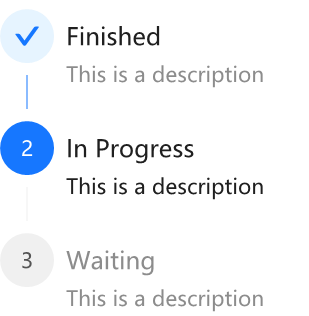 Finished
This is a description
2
In Progress
This is a description
3
Waiting
This is a description